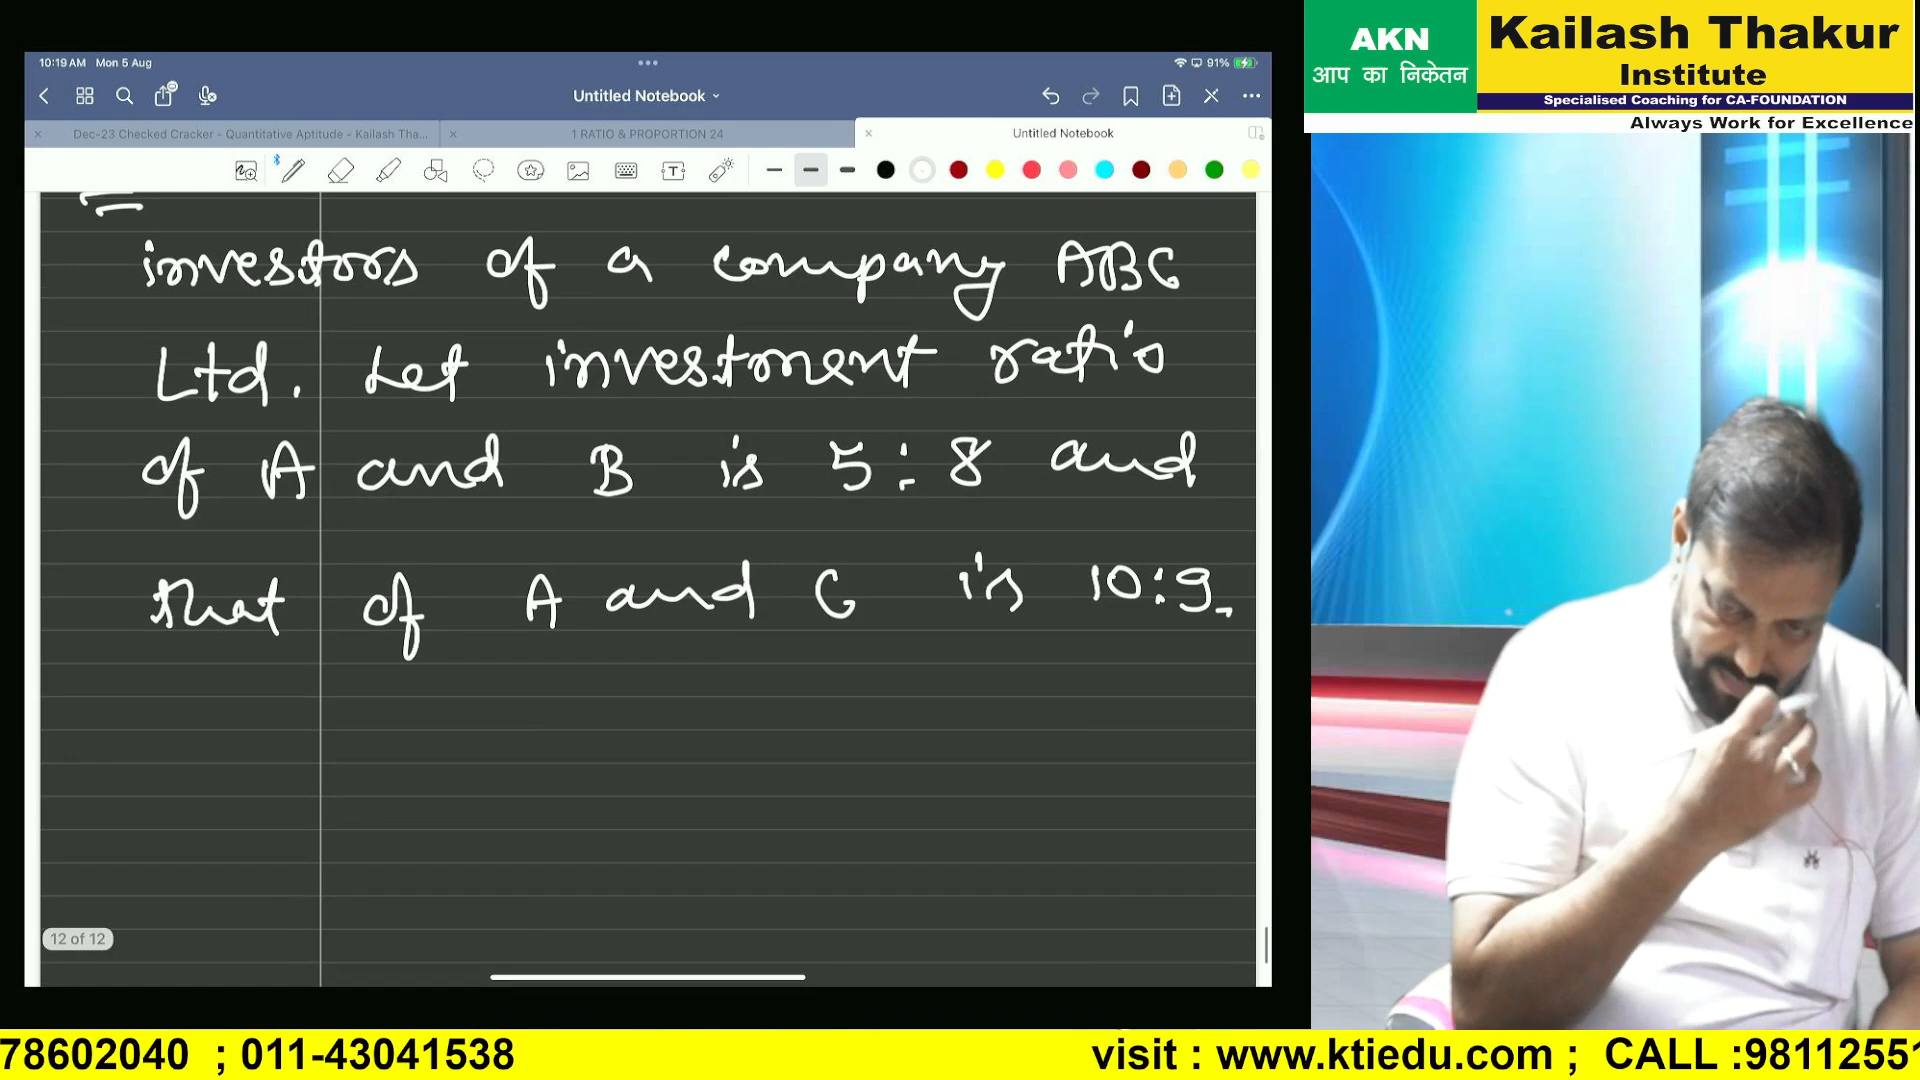 AKN
आप का निकेतन
Kailash Thakur
Institute
Specialised Coaching for CA-FOUNDATION
Always Work for Excellence
10:19 AM Mon 5 Aug
91%
Untitled Notebook
Dec-23 Checked Cracker - Quantitative Aptitude - Kailash Tha...
1 RATIO & PROPORTION 24
Untitled Notebook
investors of a company ABC
Ltd. Let investment ratio
of A and B is 5:8 and
that of A and C is 10:9.
12 of 12
78602040 ; 011-43041538
visit : www.ktiedu.com ; CALL :98112551